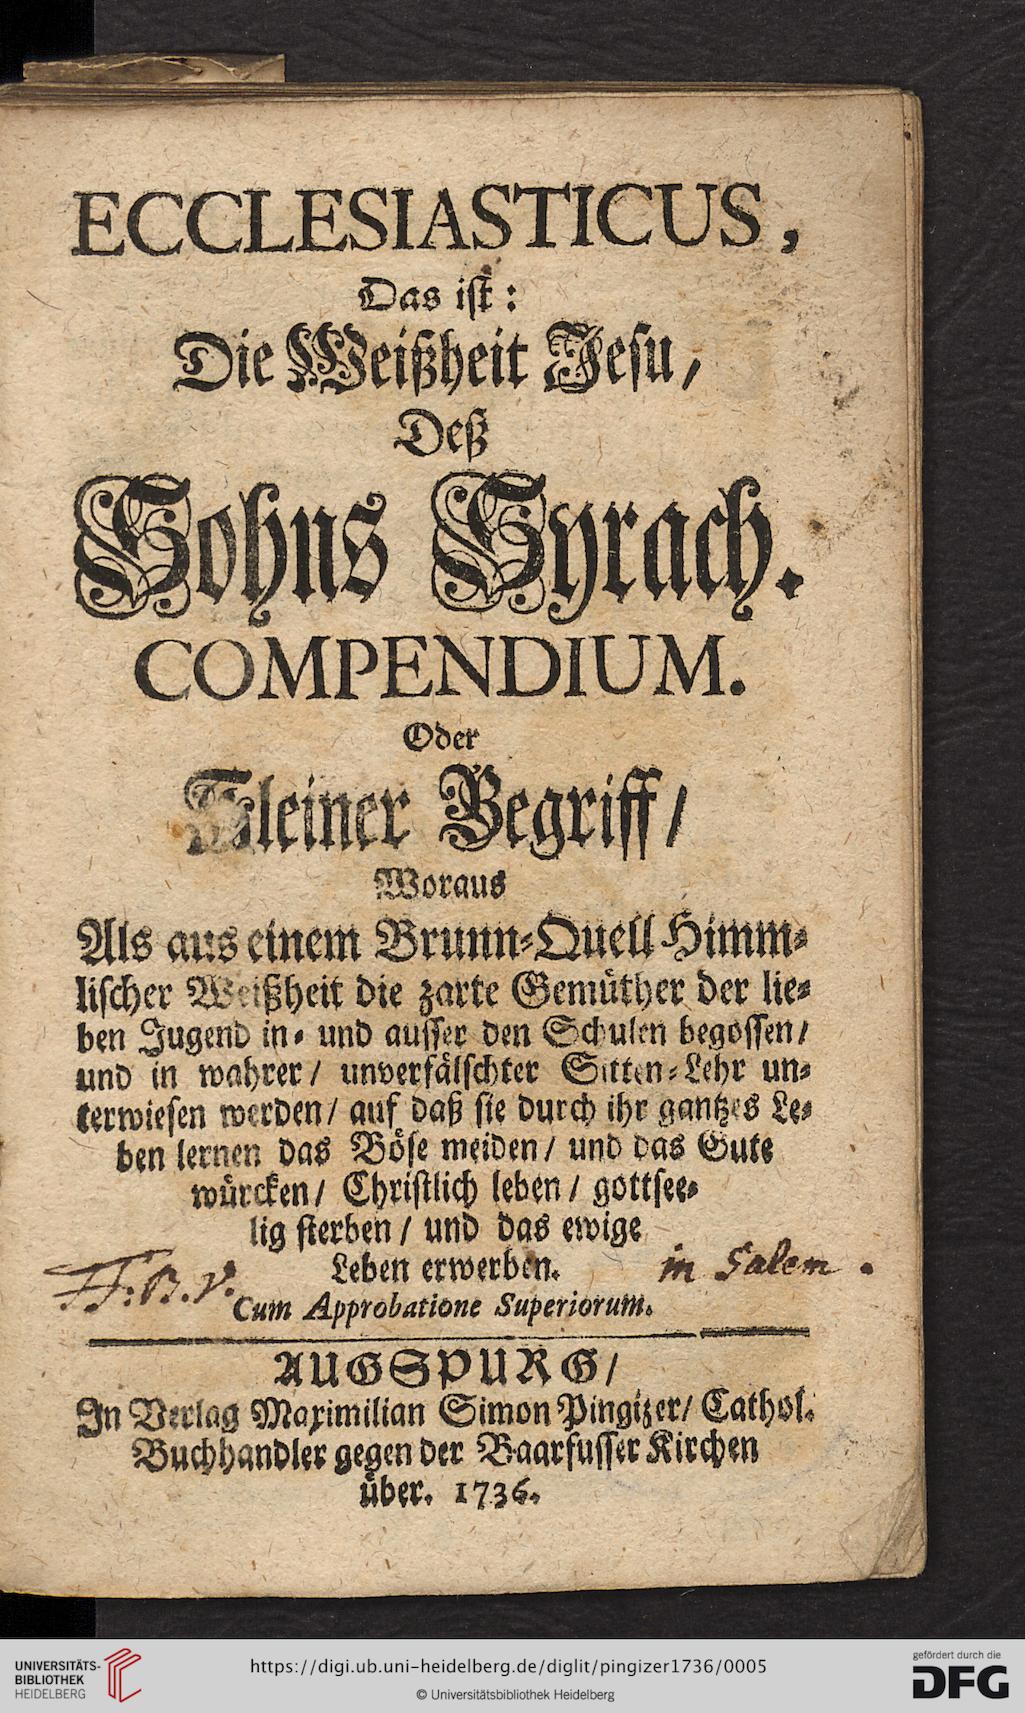 ECCLESIASTICUS,
Das ist:
Die Weißheit Jesu/
Deß
Sohns Syrach.
COMPENDIUM.
Oder
Kleiner Begriff/
Woraus
Als aus einem Brunn-Quell Himm-
lischer Weißheit die zarte Gemüther der lie-
ben Jugend in- und ausser den Schulen begossen/
und in wahrer/ unverfälschter Sitten-Lehr un-
terwiesen werden/ auf daß sie durch ihr gantzes Le-
ben lernen das Böse meiden/ und das Gute
würcken/ Christlich leben/ gottsee-
lig sterben/ und das ewige
Leben erwerben.
in Salem.
Cum Approbatione Superiorum.
AUGSPURG/
In Verlag Maximilian Simon Pingizer/ Cathol.
Buchhandler gegen der Baarfusser Kirchen
über. 1736.
UNIVERSITÄTS-
BIBLIOTHEK
HEIDELBERG
https://digi.ub.uni-heidelberg.de/diglit/pingizer1736/0005
© Universitätsbibliothek Heidelberg
gefördert durch die
DFG